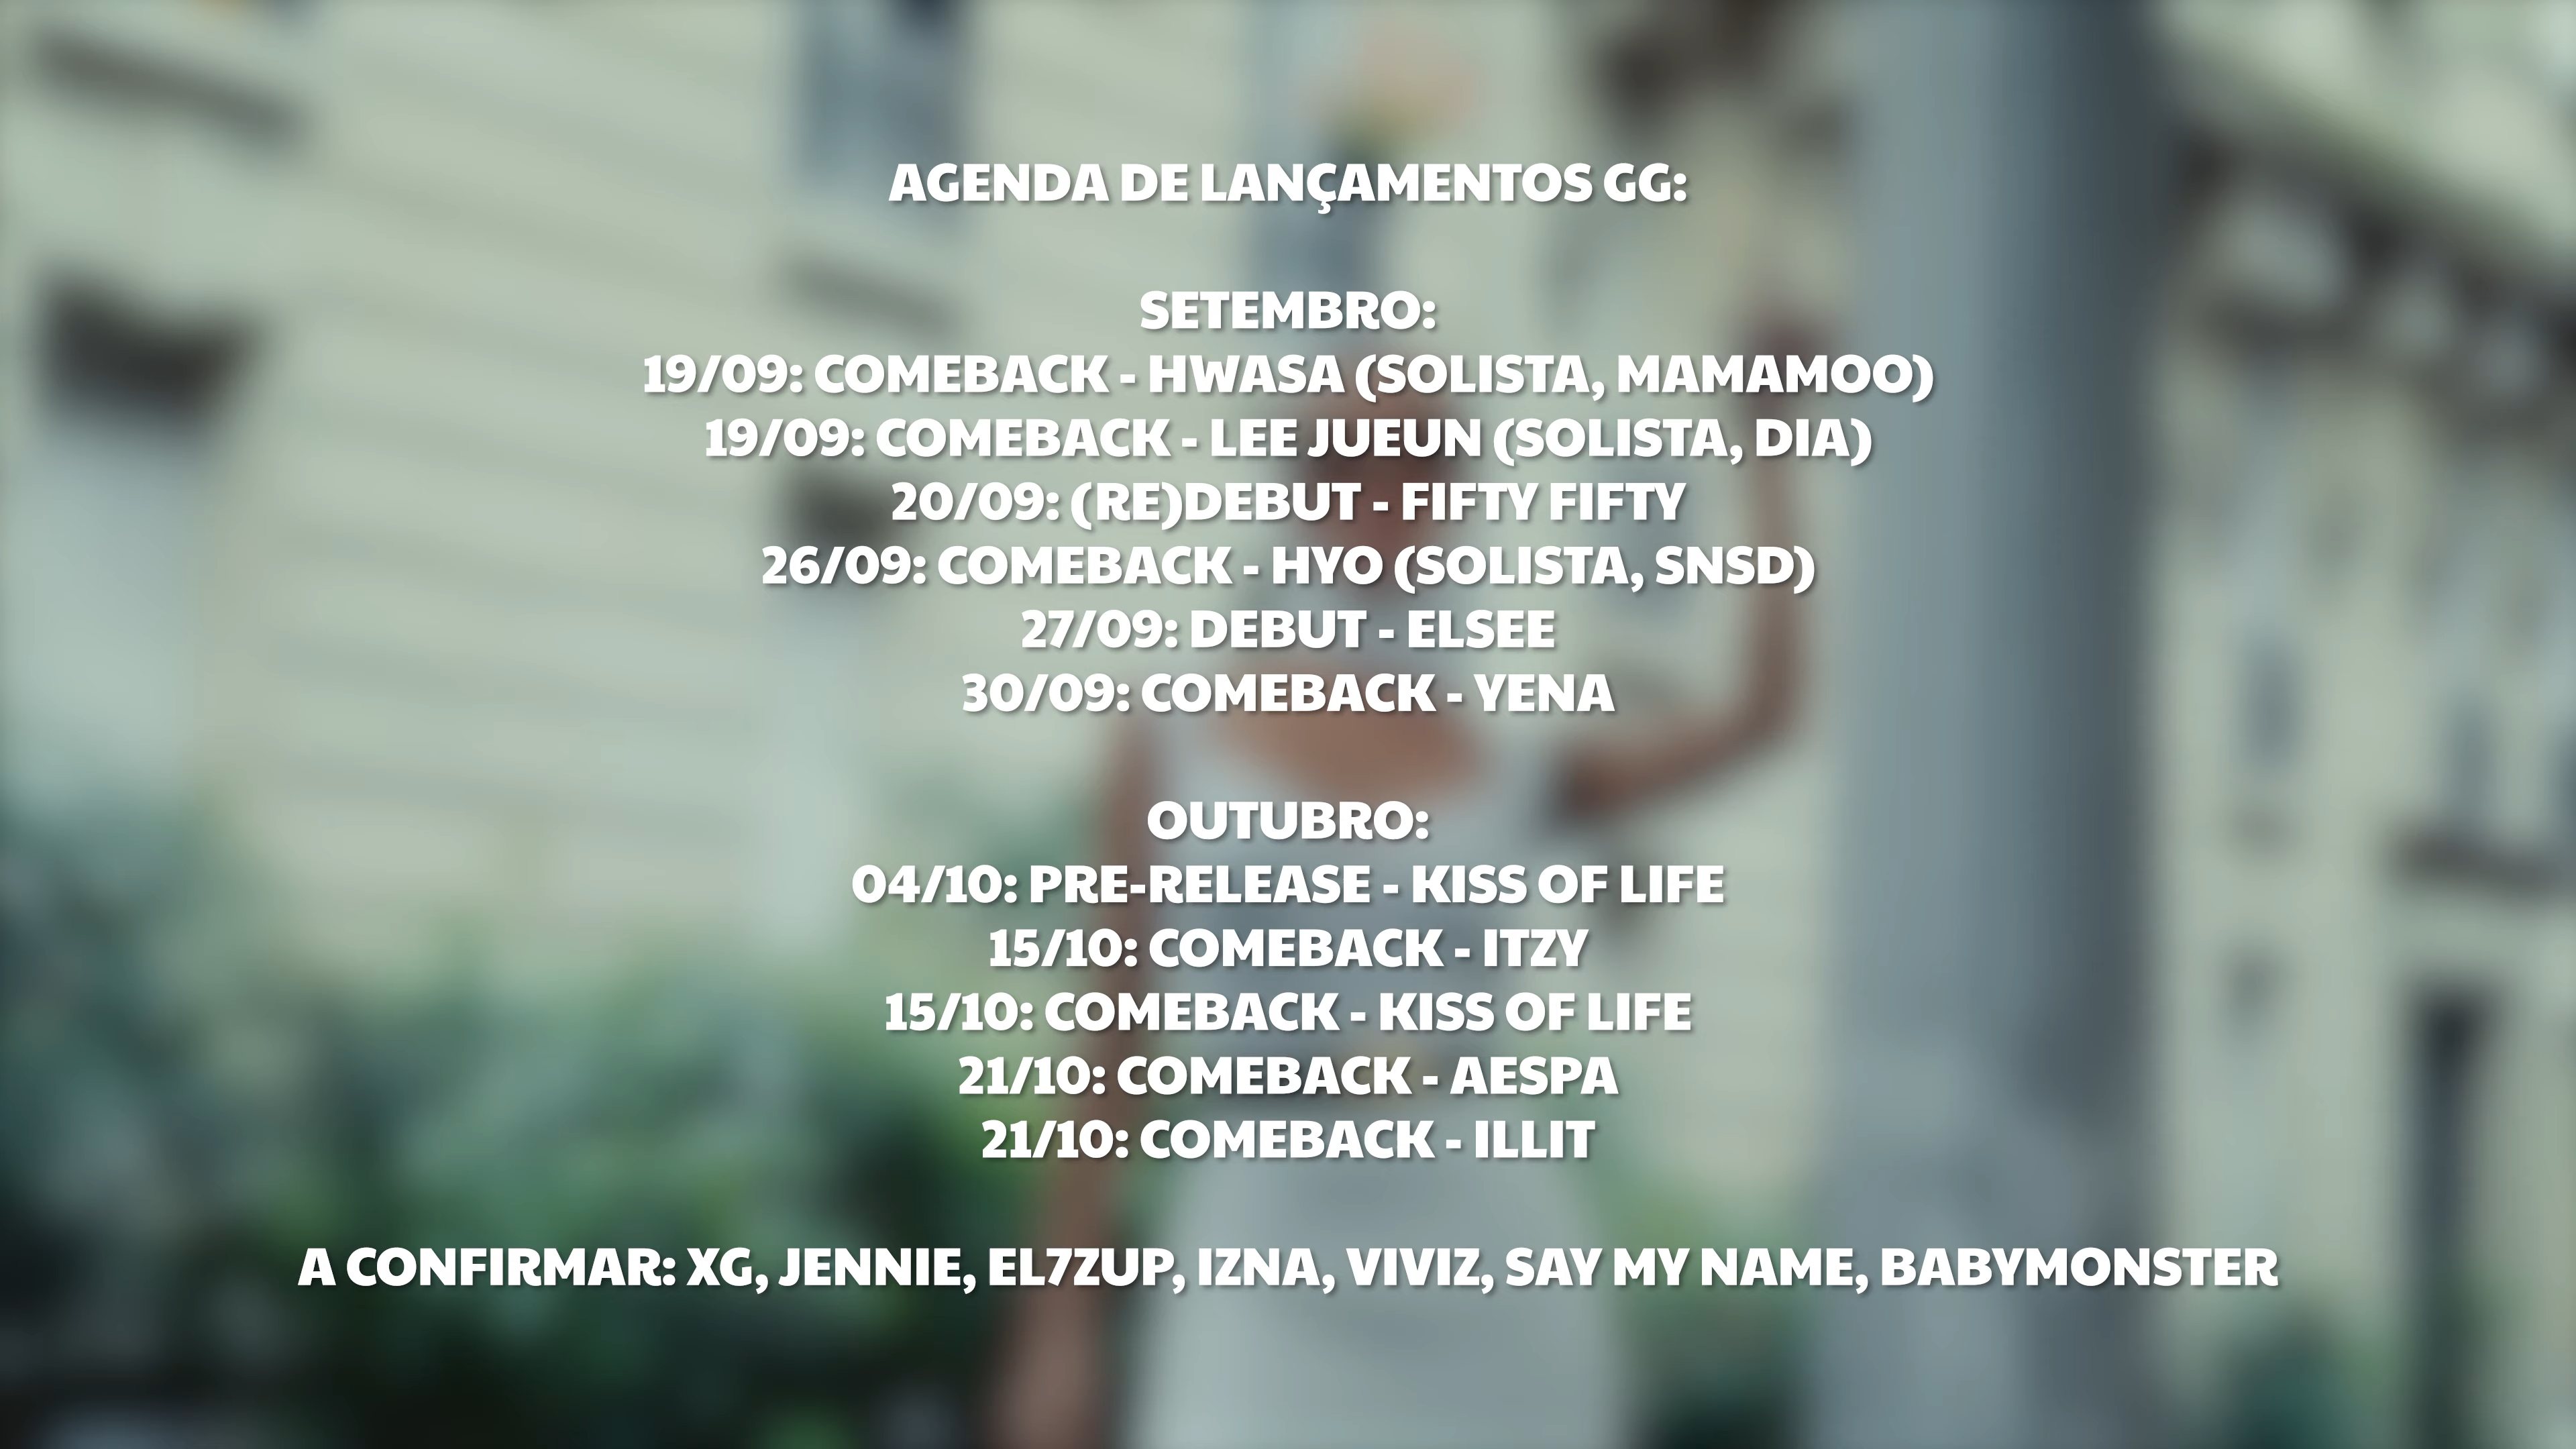 AGENDA DE LANÇAMENTOS GG:
SETEMBRO:
19/09: COMEBACK - HWASA (SOLISTA, MAMAMOO)
19/09: COMEBACK - LEE JUEUN (SOLISTA, DIA)
20/09: (RE)DEBUT - FIFTY FIFTY
26/09: COMEBACK - HYO (SOLISTA, SNSD)
27/09: DEBUT - ELSEE
30/09: COMEBACK - YENA
OUTUBRO:
04/10: PRE-RELEASE - KISS OF LIFE
15/10: COMEBACK - ITZY
15/10: COMEBACK - KISS OF LIFE
21/10: COMEBACK - AESPA
21/10: COMEBACK - ILLIT
A CONFIRMAR: XG, JENNIE, EL7ZUP, IZNA, VIVIZ, SAY MY NAME, BABYMONSTER